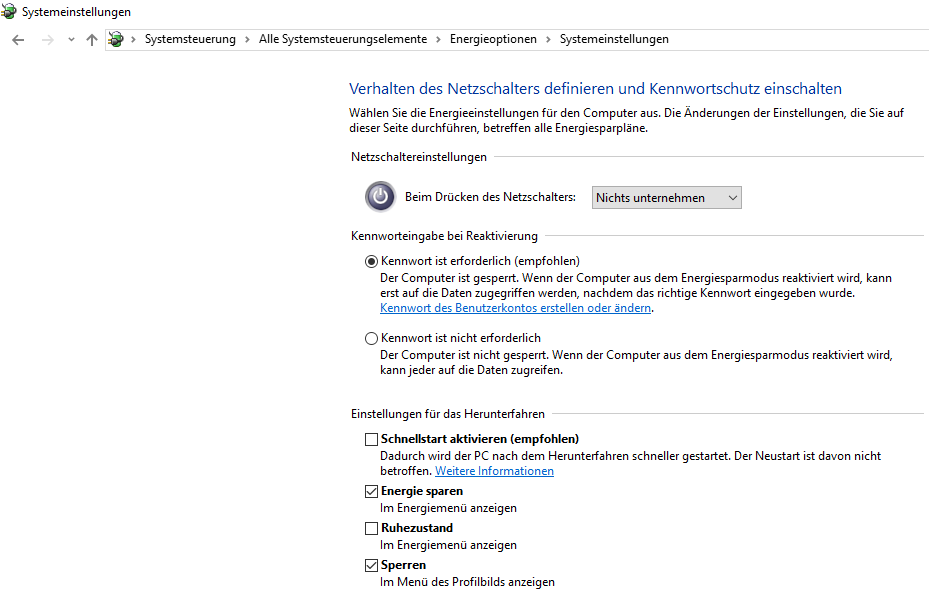 Systemeinstellungen
Systemsteuerung > Alle Systemsteuerungselemente > Energieoptionen > Systemeinstellungen
Verhalten des Netzschalters definieren und Kennwortschutz einschalten
Wählen Sie die Energieeinstellungen für den Computer aus. Die Änderungen der Einstellungen, die Sie auf
dieser Seite durchführen, betreffen alle Energiesparpläne.
Netzschaltereinstellungen
Beim Drücken des Netzschalters: Nichts unternehmen
Kennworteingabe bei Reaktivierung
Kennwort ist erforderlich (empfohlen)
Der Computer ist gesperrt. Wenn der Computer aus dem Energiesparmodus reaktiviert wird, kann
erst auf die Daten zugegriffen werden, nachdem das richtige Kennwort eingegeben wurde.
Kennwort des Benutzerkontos erstellen oder ändern.
Kennwort ist nicht erforderlich
Der Computer ist nicht gesperrt. Wenn der Computer aus dem Energiesparmodus reaktiviert wird,
kann jeder auf die Daten zugreifen.
Einstellungen für das Herunterfahren
Schnellstart aktivieren (empfohlen)
Dadurch wird der PC nach dem Herunterfahren schneller gestartet. Der Neustart ist davon nicht
betroffen. Weitere Informationen
Energie sparen
Im Energiemenü anzeigen
Ruhezustand
Im Energiemenü anzeigen
Sperren
Im Menü des Profilbilds anzeigen